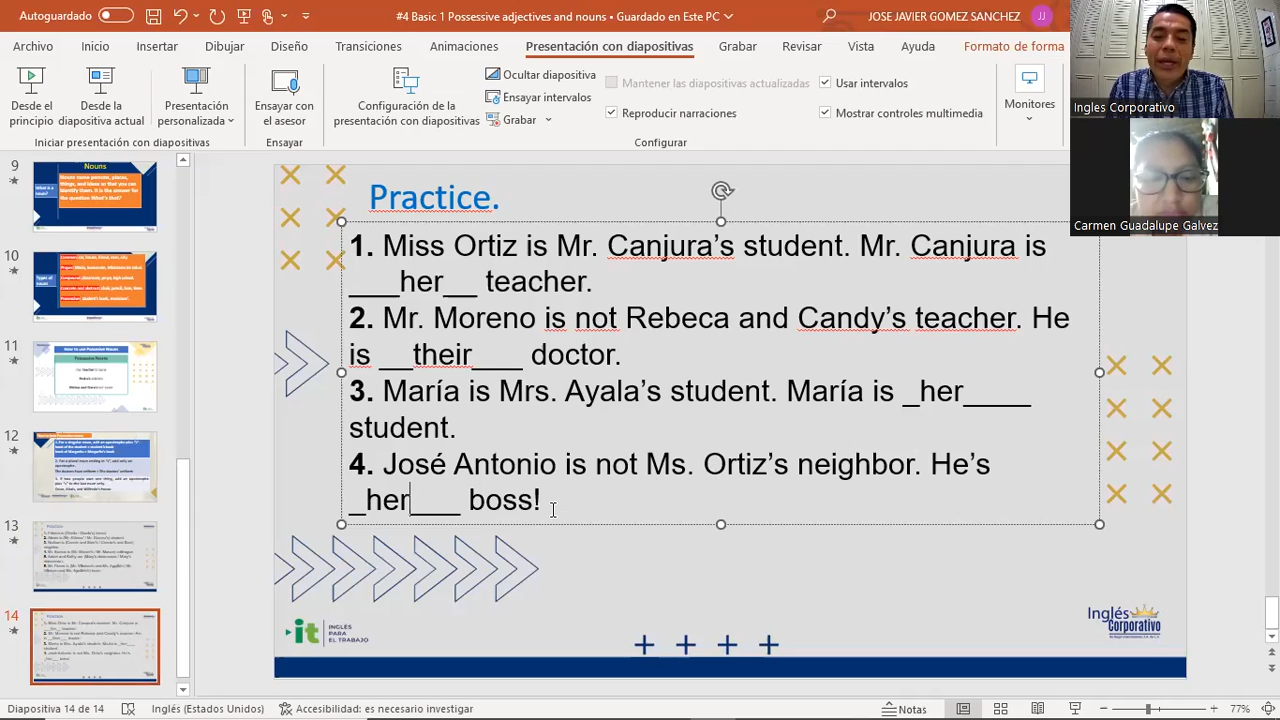 Autoguardado
#4 Basic 1 Possessive adjectives and nouns • Guardado en Este PC
JOSE JAVIER GOMEZ SANCHEZ
JJ
Archivo
Inicio
Insertar
Dibujar
Diseño
Transiciones
Animaciones
Presentación con diapositivas
Grabar
Revisar
Vista
Ayuda
Formato de forma
Desde el principio
Desde la diapositiva actual
Presentación personalizada
Iniciar presentación con diapositivas
Ensayar con el asesor
Ensayar
Configuración de la presentación con diapositivas
Ocultar diapositiva
Ensayar intervalos
Grabar
Mantener las diapositivas actualizadas
Reproducir narraciones
Usar intervalos
Mostrar controles multimedia
Configurar
Monitores
Ingles Corporativo
Carmen Guadalupe Galvez
9
Nouns
10
11
12
13
14
Practice.
1. Miss Ortiz is Mr. Canjura’s student. Mr. Canjura is
___her__ teacher.
2. Mr. Moreno is not Rebeca and Candy’s teacher. He
is __their___ doctor.
3. María is Mrs. Ayala’s student. María is _her____
student.
4. José Antonio is not Ms. Ortiz’s neighbor. He’s
_her___ boss!
INGLÉS
PARA
EL TRABAJO
Inglés
Corporativo
Diapositiva 14 de 14
Inglés (Estados Unidos)
Accesibilidad: es necesario investigar
Notas
77%